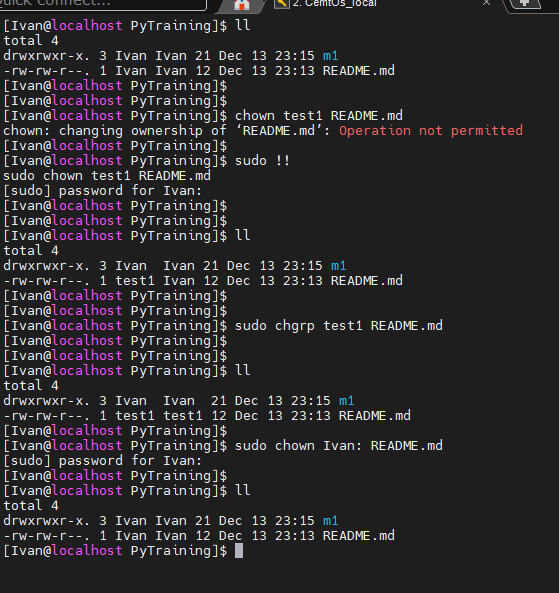 Quick connect...
2. CemtOs_local
[Ivan@localhost PyTraining]$ ll
total 4
drwxrwxr-x. 3 Ivan Ivan 21 Dec 13 23:15 m1
-rw-rw-r--. 1 Ivan Ivan 12 Dec 13 23:13 README.md
[Ivan@localhost PyTraining]$
[Ivan@localhost PyTraining]$
[Ivan@localhost PyTraining]$ chown test1 README.md
chown: changing ownership of ‘README.md’: Operation not permitted
[Ivan@localhost PyTraining]$
[Ivan@localhost PyTraining]$ sudo !!
sudo chown test1 README.md
[sudo] password for Ivan:
[Ivan@localhost PyTraining]$
[Ivan@localhost PyTraining]$
[Ivan@localhost PyTraining]$ ll
total 4
drwxrwxr-x. 3 Ivan  Ivan 21 Dec 13 23:15 m1
-rw-rw-r--. 1 test1 Ivan 12 Dec 13 23:13 README.md
[Ivan@localhost PyTraining]$
[Ivan@localhost PyTraining]$
[Ivan@localhost PyTraining]$ sudo chgrp test1 README.md
[Ivan@localhost PyTraining]$
[Ivan@localhost PyTraining]$
[Ivan@localhost PyTraining]$ ll
total 4
drwxrwxr-x. 3 Ivan  Ivan  21 Dec 13 23:15 m1
-rw-rw-r--. 1 test1 test1 12 Dec 13 23:13 README.md
[Ivan@localhost PyTraining]$
[Ivan@localhost PyTraining]$ sudo chown Ivan: README.md
[sudo] password for Ivan:
[Ivan@localhost PyTraining]$
[Ivan@localhost PyTraining]$ ll
total 4
drwxrwxr-x. 3 Ivan Ivan 21 Dec 13 23:15 m1
-rw-rw-r--. 1 Ivan Ivan 12 Dec 13 23:13 README.md
[Ivan@localhost PyTraining]$